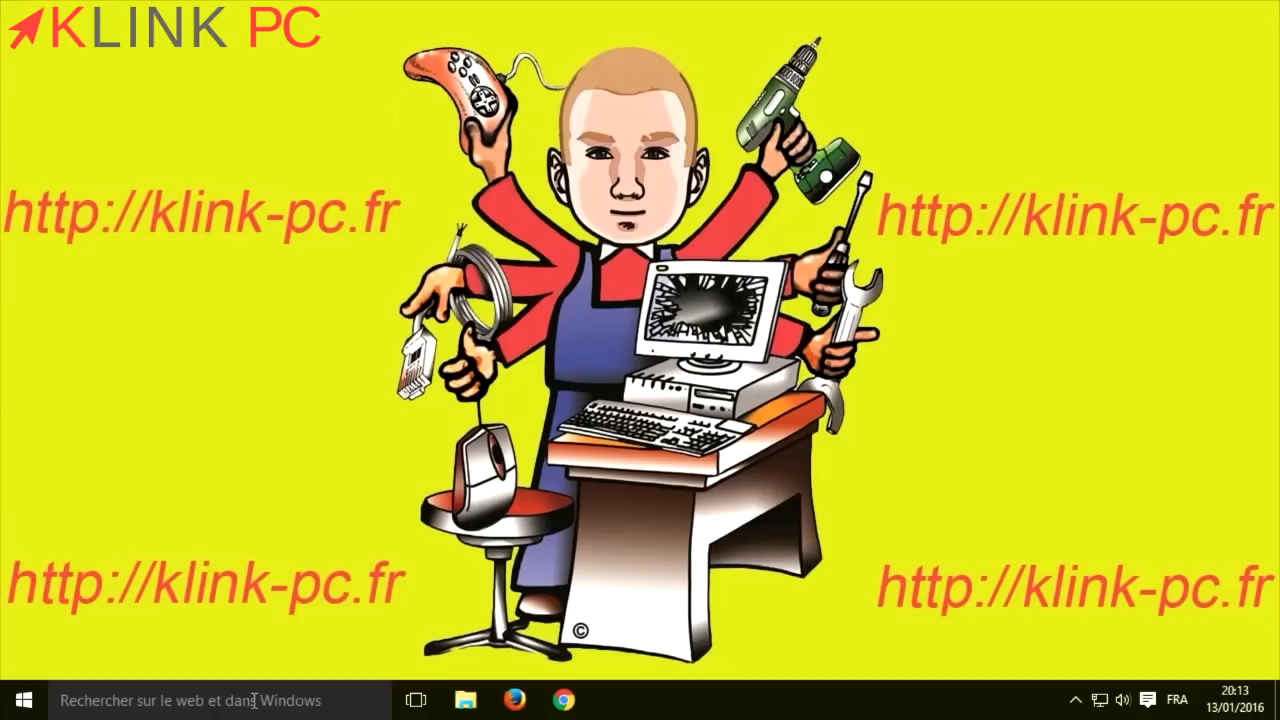 KLINK PC
http://klink-pc.fr
http://klink-pc.fr
http://klink-pc.fr
http://klink-pc.fr
©
Rechercher sur le web et dans Windows
FRA
20:13
13/01/2016